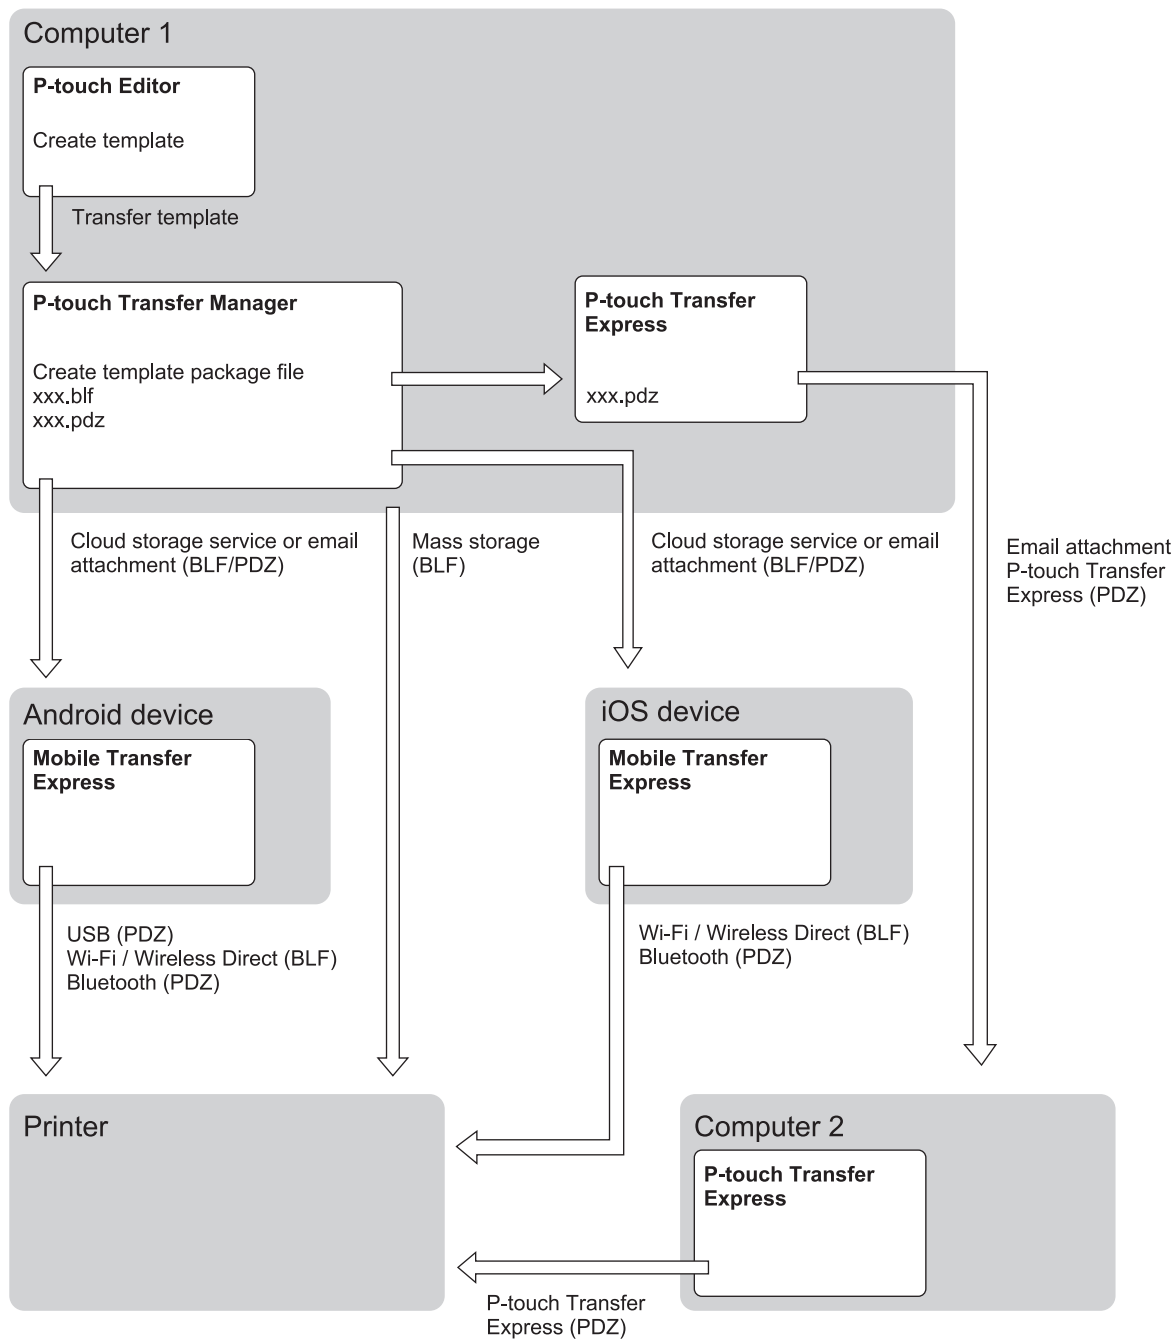 Computer 1
P-touch Editor
Create template
Transfer template
P-touch Transfer Manager
Create template package file
xxx.blf
xxx.pdz
P-touch Transfer
Express
xxx.pdz
Cloud storage service or email
attachment (BLF/PDZ)
Mass storage
(BLF)
Cloud storage service or email
attachment (BLF/PDZ)
Email attachment
P-touch Transfer
Express (PDZ)
Android device
Mobile Transfer
Express
iOS device
Mobile Transfer
Express
USB (PDZ)
Wi-Fi / Wireless Direct (BLF)
Bluetooth (PDZ)
Wi-Fi / Wireless Direct (BLF)
Bluetooth (PDZ)
Printer
Computer 2
P-touch Transfer
Express
P-touch Transfer
Express (PDZ)